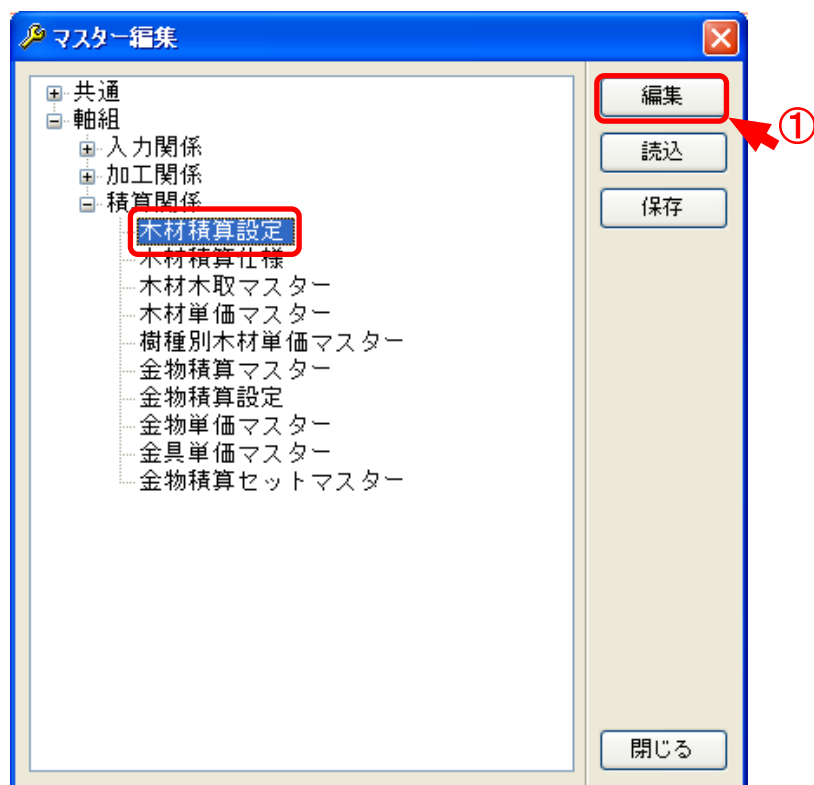 マスター編集
共通
軸組
入力関係
加工関係
積算関係
木材積算設定
木材積算仕様
木材木取マスター
木材単価マスター
樹種別木材単価マスター
金物積算マスター
金物積算設定
金物単価マスター
金具単価マスター
金物積算セットマスター
編集
①
読込
保存
閉じる